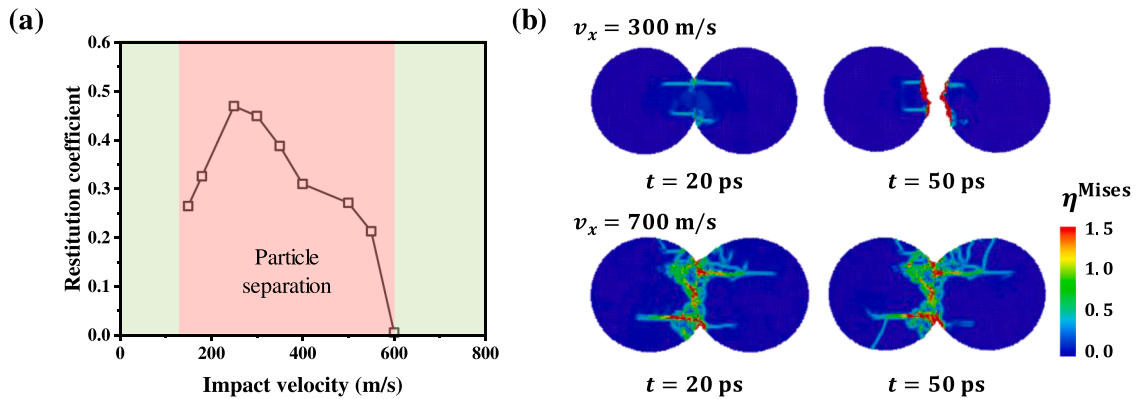 (a)
0.6
0.5
0.4
0.3
0.2
0.1
0.0
Restitution coefficient
Particle
separation
0
200
400
600
800
Impact velocity (m/s)
(b)
v_x = 300 m/s
t = 20 ps
t = 50 ps
v_x = 700 m/s
t = 20 ps
t = 50 ps
η^Mises
1.5
1.0
0.5
0.0